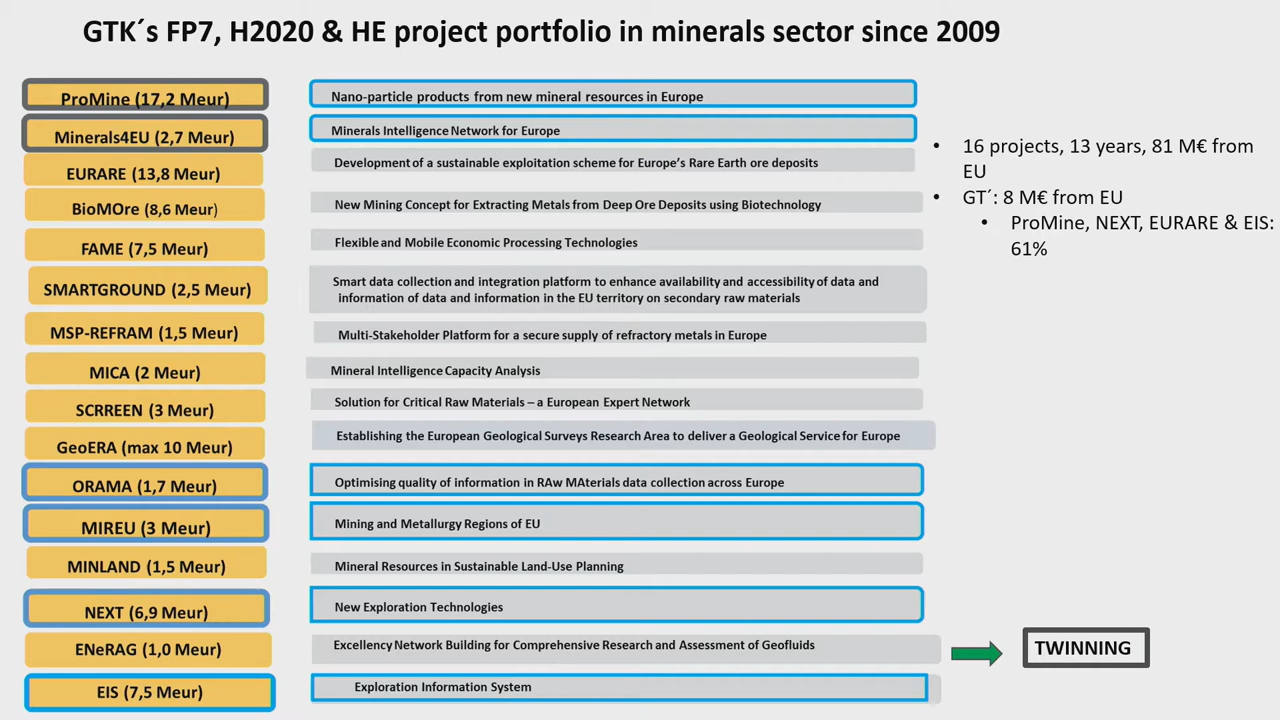 GTK´s FP7, H2020 & HE project portfolio in minerals sector since 2009
ProMine (17,2 Meur)
Nano-particle products from new mineral resources in Europe
Minerals4EU (2,7 Meur)
Minerals Intelligence Network for Europe
EURARE (13,8 Meur)
Development of a sustainable exploitation scheme for Europe's Rare Earth ore deposits
BioMOre (8,6 Meur)
New Mining Concept for Extracting Metals from Deep Ore Deposits using Biotechnology
FAME (7,5 Meur)
Flexible and Mobile Economic Processing Technologies
SMARTGROUND (2,5 Meur)
Smart data collection and integration platform to enhance availability and accessibility of data and
information of data and information in the EU territory on secondary raw materials
MSP-REFRAM (1,5 Meur)
Multi-Stakeholder Platform for a secure supply of refractory metals in Europe
MICA (2 Meur)
Mineral Intelligence Capacity Analysis
SCRREEN (3 Meur)
Solution for Critical Raw Materials – a European Expert Network
GeoERA (max 10 Meur)
Establishing the European Geological Surveys Research Area to deliver a Geological Service for Europe
ORAMA (1,7 Meur)
Optimising quality of information in RAw MAterials data collection across Europe
MIREU (3 Meur)
Mining and Metallurgy Regions of EU
MINLAND (1,5 Meur)
Mineral Resources in Sustainable Land-Use Planning
NEXT (6,9 Meur)
New Exploration Technologies
ENeRAG (1,0 Meur)
Excellency Network Building for Comprehensive Research and Assessment of Geofluids
TWINNING
EIS (7,5 Meur)
Exploration Information System
• 16 projects, 13 years, 81 M€ from
EU
• GT´: 8 M€ from EU
• ProMine, NEXT, EURARE & EIS:
61%